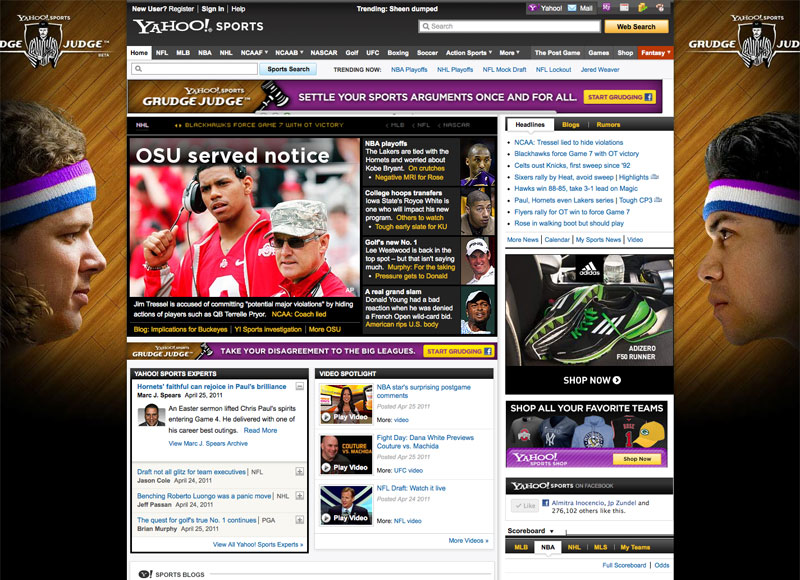 New User? Register | Sign In | Help
Trending: Sheen dumped
Yahoo! Mail My
YAHOO! SPORTS
Search
Web Search
Home NFL MLB NBA NHL NCAAF NCAAB NASCAR Golf UFC Boxing Soccer Action Sports More The Post Game Games Shop Fantasy
Sports Search
TRENDING NOW: NBA Playoffs NHL Playoffs NFL Mock Draft NFL Lockout Jered Weaver
YAHOO! SPORTS
GRUDGE JUDGE™
BETA
YAHOO! SPORTS
GRUDGE JUDGE™
YAHOO! SPORTS
GRUDGE JUDGE™
SETTLE YOUR SPORTS ARGUMENTS ONCE AND FOR ALL.
START GRUDGING
NHL BLACKHAWKS FORCE GAME 7 WITH OT VICTORY MLB NFL NASCAR
OSU served notice
AP
Jim Tressel is accused of committing "potential major violations" by hiding
actions of players such as QB Terrelle Pryor. NCAA: Coach lied
Blog: Implications for Buckeyes | Y! Sports investigation | More OSU
NBA playoffs
The Lakers are tied with the
Hornets and worried about
Kobe Bryant. On crutches
• Negative MRI for Rose
College hoops transfers
Iowa State's Royce White is
one who will impact his new
program. Others to watch
• Tough early slate for KU
Golf's new No. 1
Lee Westwood is back in the
top spot – but that isn't saying
much. Murphy: For the taking
• Pressure gets to Donald
A real grand slam
Donald Young had a bad
reaction when he was denied
a French Open wild-card bid.
American rips U.S. body
Headlines Blogs Rumors
• NCAA: Tressel lied to hide violations
• Blackhawks force Game 7 with OT victory
• Celts oust Knicks, first sweep since '92
• Sixers rally by Heat, avoid sweep | Highlights
• Hawks win 88-85, take 3-1 lead on Magic
• Paul, Hornets even Lakers series | Tough CP3
• Flyers rally for OT win to force Game 7
• Rose in walking boot but should play
More News | Calendar | My Sports News | Video
adidas
ADIZERO
F50 RUNNER
SHOP NOW
YAHOO! SPORTS
GRUDGE JUDGE™
TAKE YOUR DISAGREEMENT TO THE BIG LEAGUES.
START GRUDGING
YAHOO! SPORTS EXPERTS
Hornets' faithful can rejoice in Paul's brilliance
Marc J. Spears April 25, 2011
An Easter sermon lifted Chris Paul's spirits
entering Game 4. He delivered with one of
his career best outings. Read More
View Marc J. Spears Archive
Draft not all glitz for team executives | NFL
Jason Cole April 24, 2011
Benching Roberto Luongo was a panic move | NHL
Jeff Passan April 24, 2011
The quest for golf's true No. 1 continues | PGA
Brian Murphy April 24, 2011
View All Yahoo! Sports Experts »
VIDEO SPOTLIGHT
Play Video
NBA star's surprising postgame
comments
Posted Apr 25 2011
More: video
COUTURE
VS.
MACHIDA
Play Video
Fight Day: Dana White Previews
Couture vs. Machida
Posted Apr 25 2011
More: UFC video
Play Video
NFL Draft: Watch it live
Posted Apr 24 2011
More: NFL video
More Videos »
SHOP ALL YOUR FAVORITE TEAMS
YAHOO!
SPORTS SHOP
Shop Now
YAHOO! SPORTS ON FACEBOOK
Like
Almitra Inocencio, Jp Zundel and
276,102 others like this.
Scoreboard
MLB NBA NHL MLS My Teams
Full Scoreboard | Odds
Y! SPORTS BLOGS